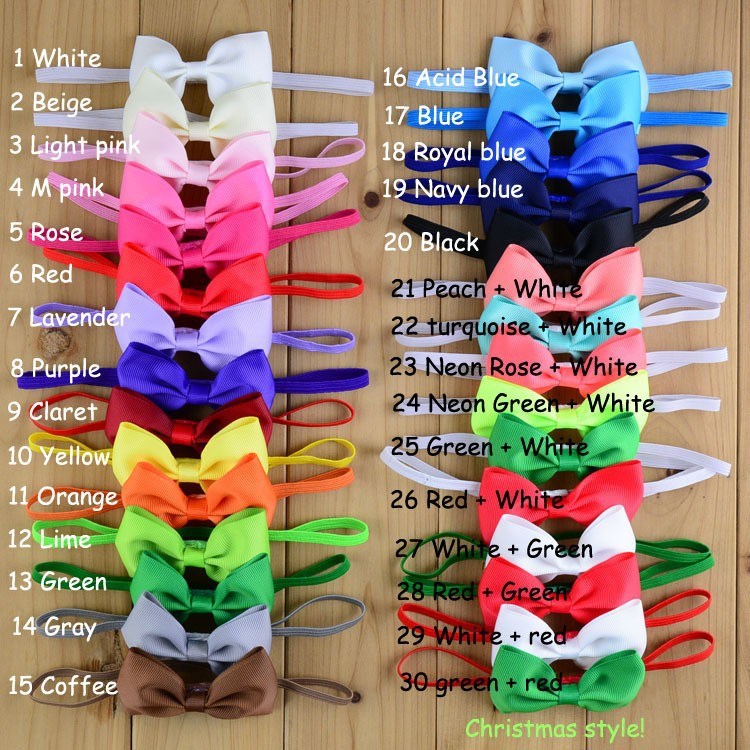 1 White
2 Beige
3 Light pink
4 M pink
5 Rose
6 Red
7 Lavender
8 Purple
9 Claret
10 Yellow
11 Orange
12 Lime
13 Green
14 Gray
15 Coffee
16 Acid Blue
17 Blue
18 Royal blue
19 Navy blue
20 Black
21 Peach + White
22 turquoise + White
23 Neon Rose + White
24 Neon Green + White
25 Green + White
26 Red + White
27 White + Green
28 Red + Green
29 White + red
30 green + red
Christmas style!